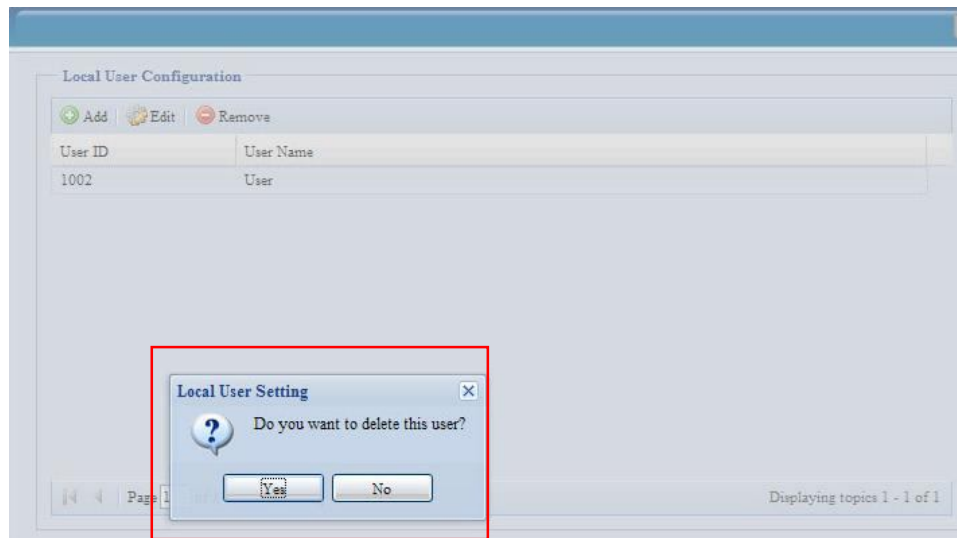 Local User Configuration
Add Edit Remove
User ID User Name
1002 User
Local User Setting
Do you want to delete this user?
Yes No
Page 1 Displaying topics 1 - 1 of 1